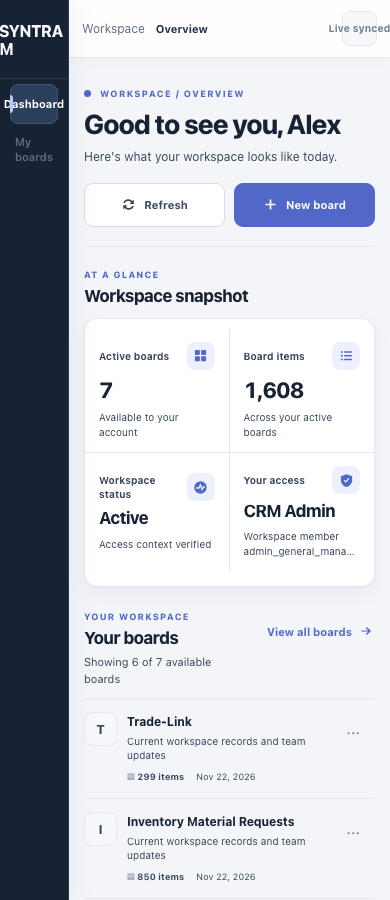 SYNTRA
M
Dashboard
My
boards
Workspace Overview Live synced
WORKSPACE / OVERVIEW
Good to see you, Alex
Here's what your workspace looks like today.
Refresh New board
AT A GLANCE
Workspace snapshot
Active boards
7
Available to your
account
Board items
1,608
Across your active
boards
Workspace
status
Active
Access context verified
Your access
CRM Admin
Workspace member
admin_general_mana...
YOUR WORKSPACE
Your boards
View all boards →
Showing 6 of 7 available
boards
T Trade-Link ...
Current workspace records and team
updates
299 items Nov 22, 2026
I Inventory Material Requests ...
Current workspace records and team
updates
850 items Nov 22, 2026